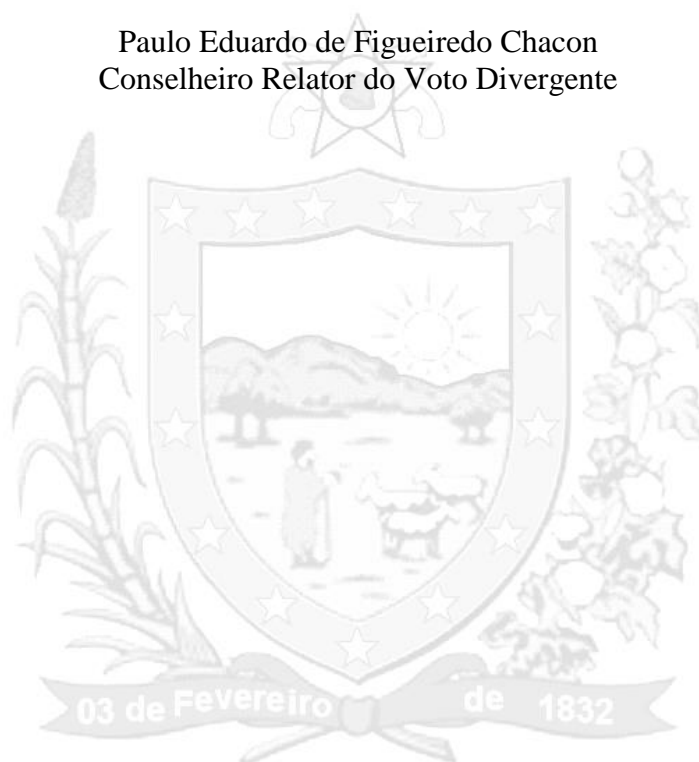 Paulo Eduardo de Figueiredo Chacon
Conselheiro Relator do Voto Divergente
03 de Fevereiro de 1832